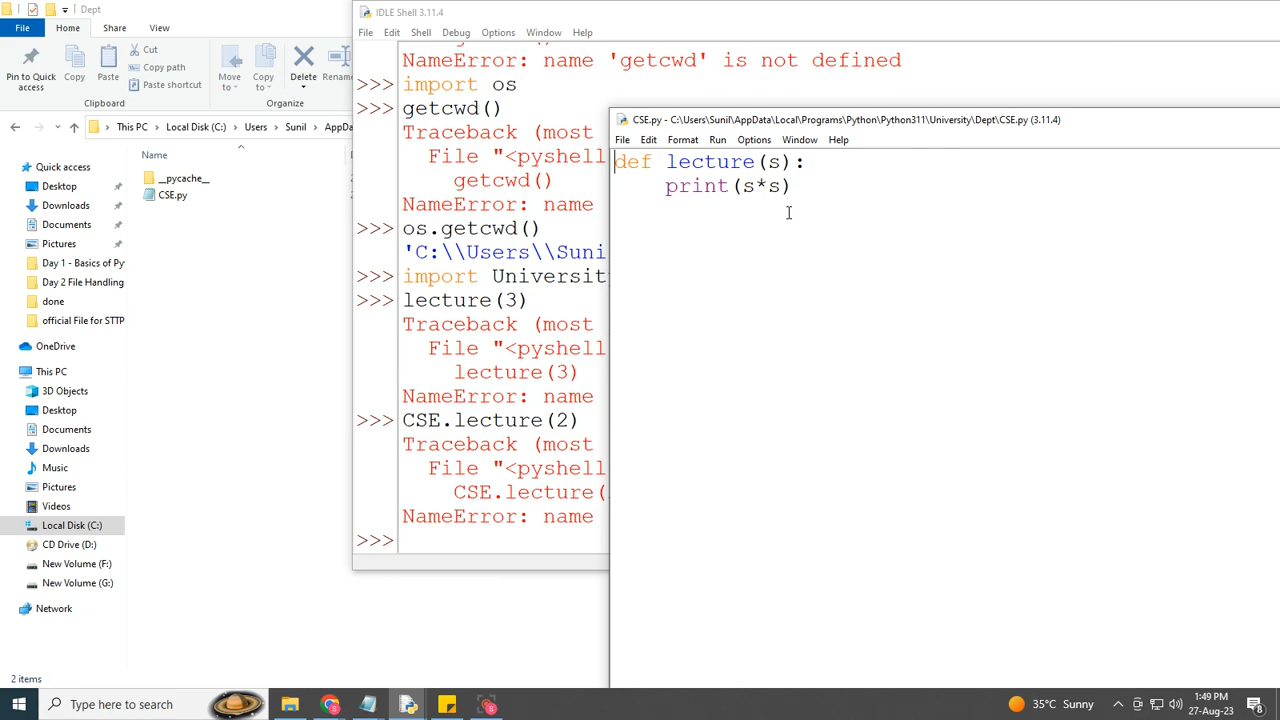 Dept
File
Home
Share
View
Pin to Quick access
Copy
Paste
Cut
Copy path
Paste shortcut
Clipboard
Move to
Copy to
Delete
Organize
This PC
Local Disk (C:)
Users
Sunil
Name
__pycache__
CSE.py
Quick access
Desktop
Downloads
Documents
Pictures
Day 1 - Basics of Py
Day 2 File Handling
done
official File for STTP
OneDrive
This PC
3D Objects
Desktop
Documents
Downloads
Music
Pictures
Videos
Local Disk (C:)
CD Drive (D:)
New Volume (F:)
New Volume (G:)
Network
2 items
IDLE Shell 3.11.4
File Edit Shell Debug Options Window Help
NameError: name 'getcwd' is not defined
>>> import os
>>> getcwd()
Traceback (most
File "<pyshell
getcwd()
NameError: name
>>> os.getcwd()
'C:\\Users\\Suni
>>> import Universit
>>> lecture(3)
Traceback (most
File "<pyshell
lecture(3)
NameError: name
>>> CSE.lecture(2)
Traceback (most
File "<pyshell
CSE.lecture(
NameError: name
>>>
CSE.py - C:\Users\Sunil\AppData\Local\Programs\Python\Python311\University\Dept\CSE.py (3.11.4)
File Edit Format Run Options Window Help
def lecture(s):
print(s*s)
Type here to search
35°C Sunny
1:49 PM
27-Aug-23
8